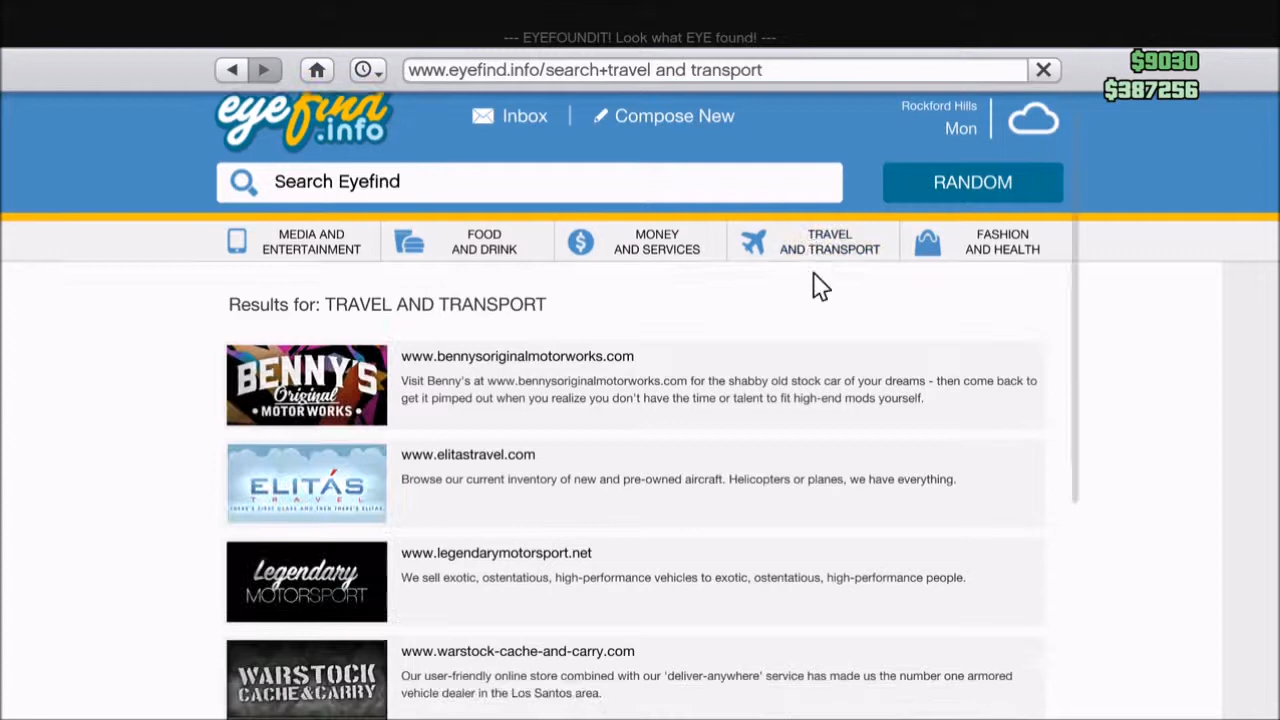 --- EYEFOUNDIT! Look what EYE found! ---
$9030
www.eyefind.info/search+travel and transport
$387256
eyefind
.info
Inbox
Compose New
Rockford Hills
Mon
Search Eyefind
RANDOM
MEDIA AND
ENTERTAINMENT
FOOD
AND DRINK
MONEY
AND SERVICES
TRAVEL
AND TRANSPORT
FASHION
AND HEALTH
Results for: TRAVEL AND TRANSPORT
BENNY'S
Original
• MOTOR WORKS •
www.bennysoriginalmotorworks.com
Visit Benny's at www.bennysoriginalmotorworks.com for the shabby old stock car of your dreams - then come back to
get it pimped out when you realize you don't have the time or talent to fit high-end mods yourself.
ELITÁS
TRAVEL
THERE'S FIRST CLASS AND THEN THERE'S ELITÁS.
www.elitastravel.com
Browse our current inventory of new and pre-owned aircraft. Helicopters or planes, we have everything.
Legendary
MOTORSPORT
www.legendarymotorsport.net
We sell exotic, ostentatious, high-performance vehicles to exotic, ostentatious, high-performance people.
WARSTOCK
CACHE&CARRY
www.warstock-cache-and-carry.com
Our user-friendly online store combined with our 'deliver-anywhere' service has made us the number one armored
vehicle dealer in the Los Santos area.